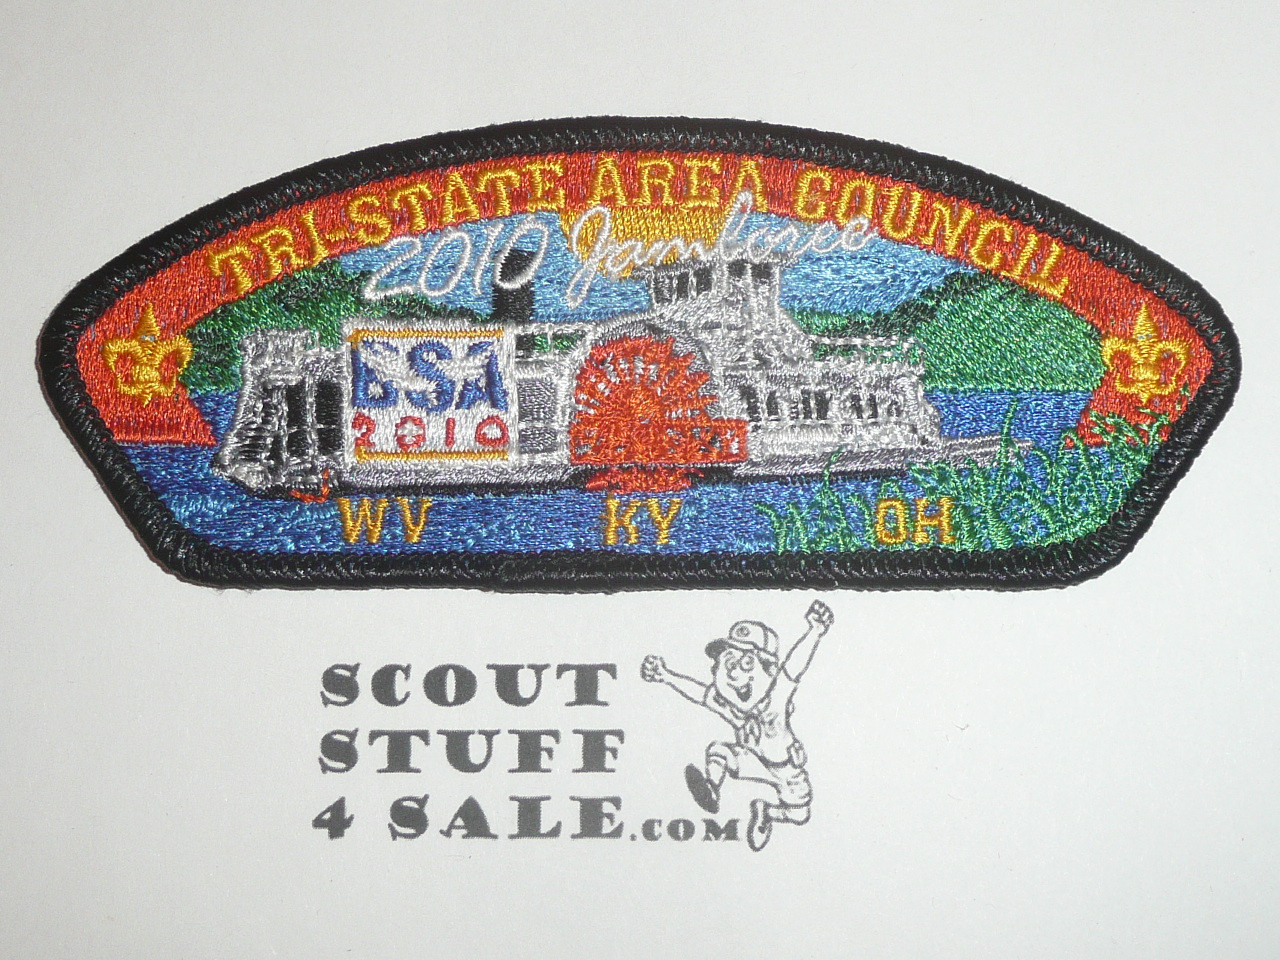 TRI-STATE AREA COUNCIL
2010 Jamboree
BSA
2010
WV KY OH
SCOUT
STUFF
4 SALE.COM